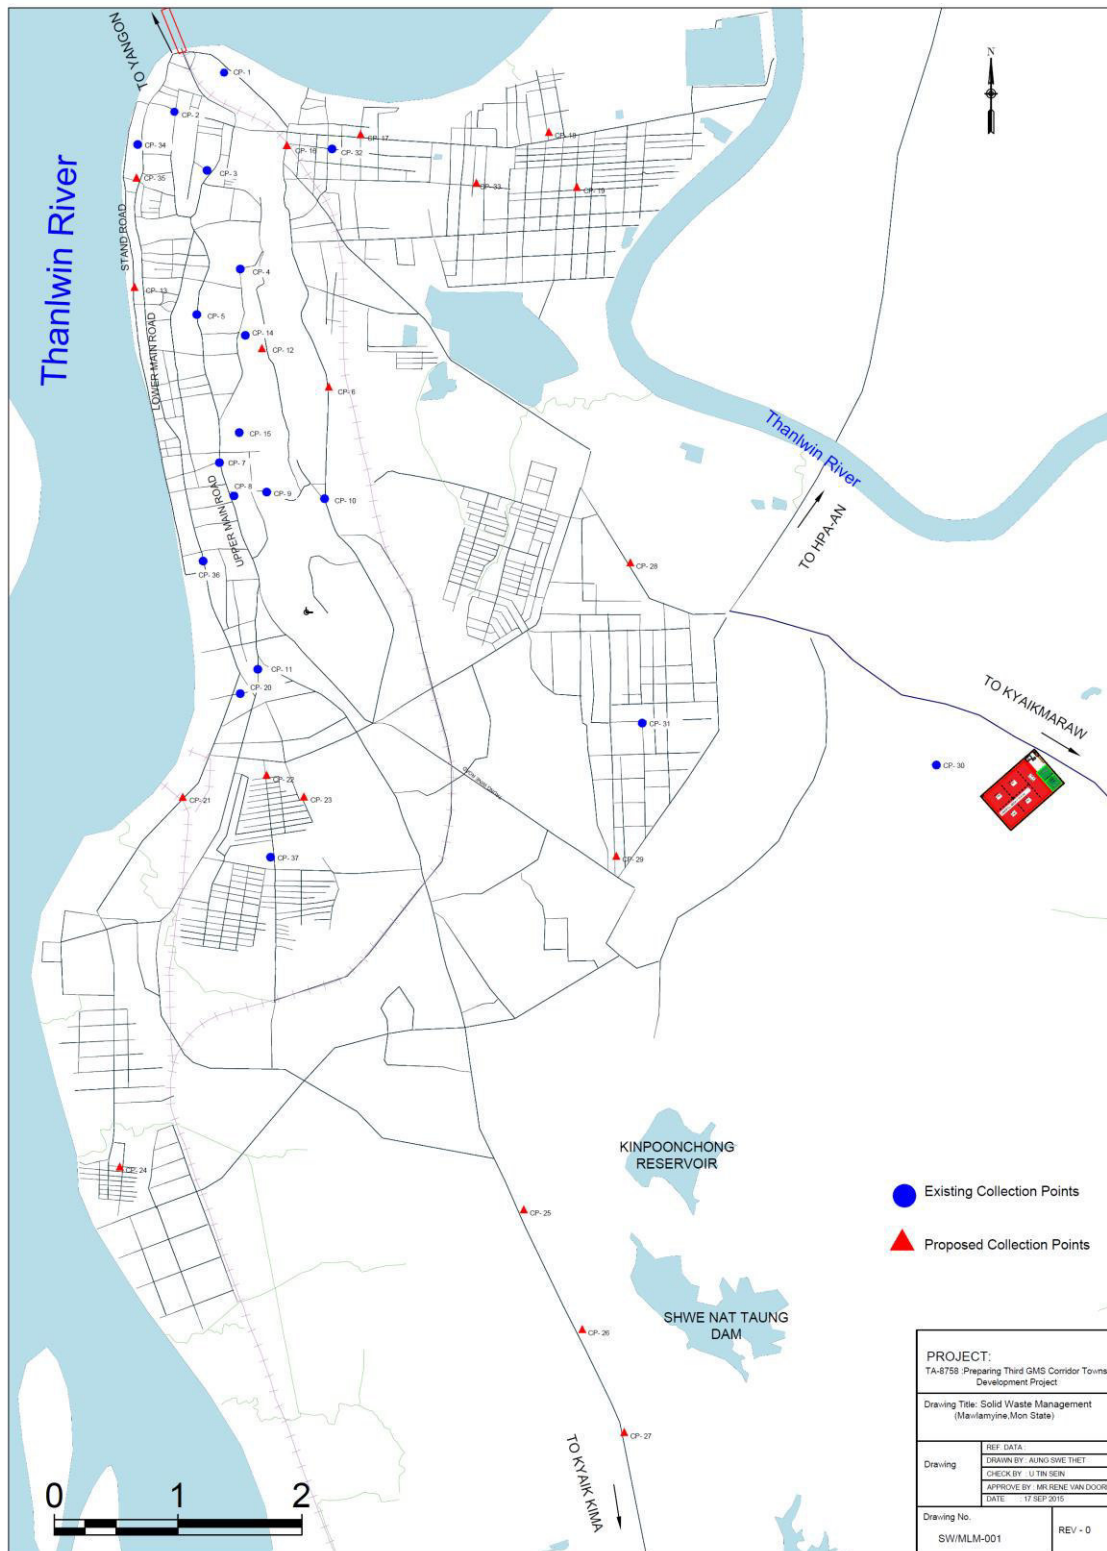 TO YANGON
N
CP- 1
CP- 2
CP- 17
CP- 18
CP- 34
CP- 16
CP- 32
CP- 3
CP- 35
CP- 33
CP- 19
Thanlwin River
STAND ROAD
CP- 4
CP- 13
CP- 5
LOWER MAIN ROAD
CP- 14
CP- 12
CP- 6
CP- 15
Thanlwin River
CP- 7
CP- 8
CP- 9
CP- 10
UPPER MAIN ROAD
TO HPA-AN
CP- 36
CP- 28
CP- 11
CP- 20
TO KYAIKMARAW
CP- 31
CP- 30
CP- 22
CP- 21
CP- 23
CP- 37
CP- 29
KINPOONCHONG
RESERVOIR
CP- 24
Existing Collection Points
CP- 25
Proposed Collection Points
SHWE NAT TAUNG
DAM
CP- 26
CP- 27
TO KYAIK KIMA
0 1 2
PROJECT:
TA-8758 :Preparing Third GMS Corridor Towns
Development Project
Drawing Title: Solid Waste Management
(Mawlamyine,Mon State)
Drawing
REF. DATA :
DRAWN BY : AUNG SWE THET
CHECK BY : U TIN SEIN
APPROVE BY : MR.RENE VAN DOOR
DATE : 17 SEP 2015
Drawing No.
SW/MLM-001
REV - 0